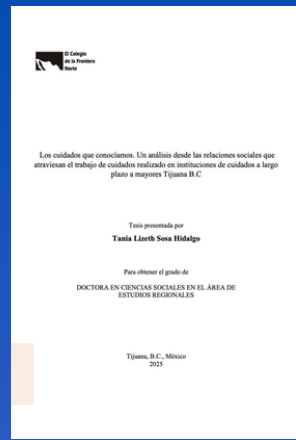 El Colegio
de la Frontera
Norte
Los cuidados que conocíamos. Un análisis desde las relaciones sociales que
atraviesan el trabajo de cuidados realizado en instituciones de cuidados a largo
plazo a mayores Tijuana B.C
Tesis presentada por
Tania Lizeth Sosa Hidalgo
Para obtener el grado de
DOCTORA EN CIENCIAS SOCIALES EN EL ÁREA DE
ESTUDIOS REGIONALES
Tijuana, B.C., México
2025